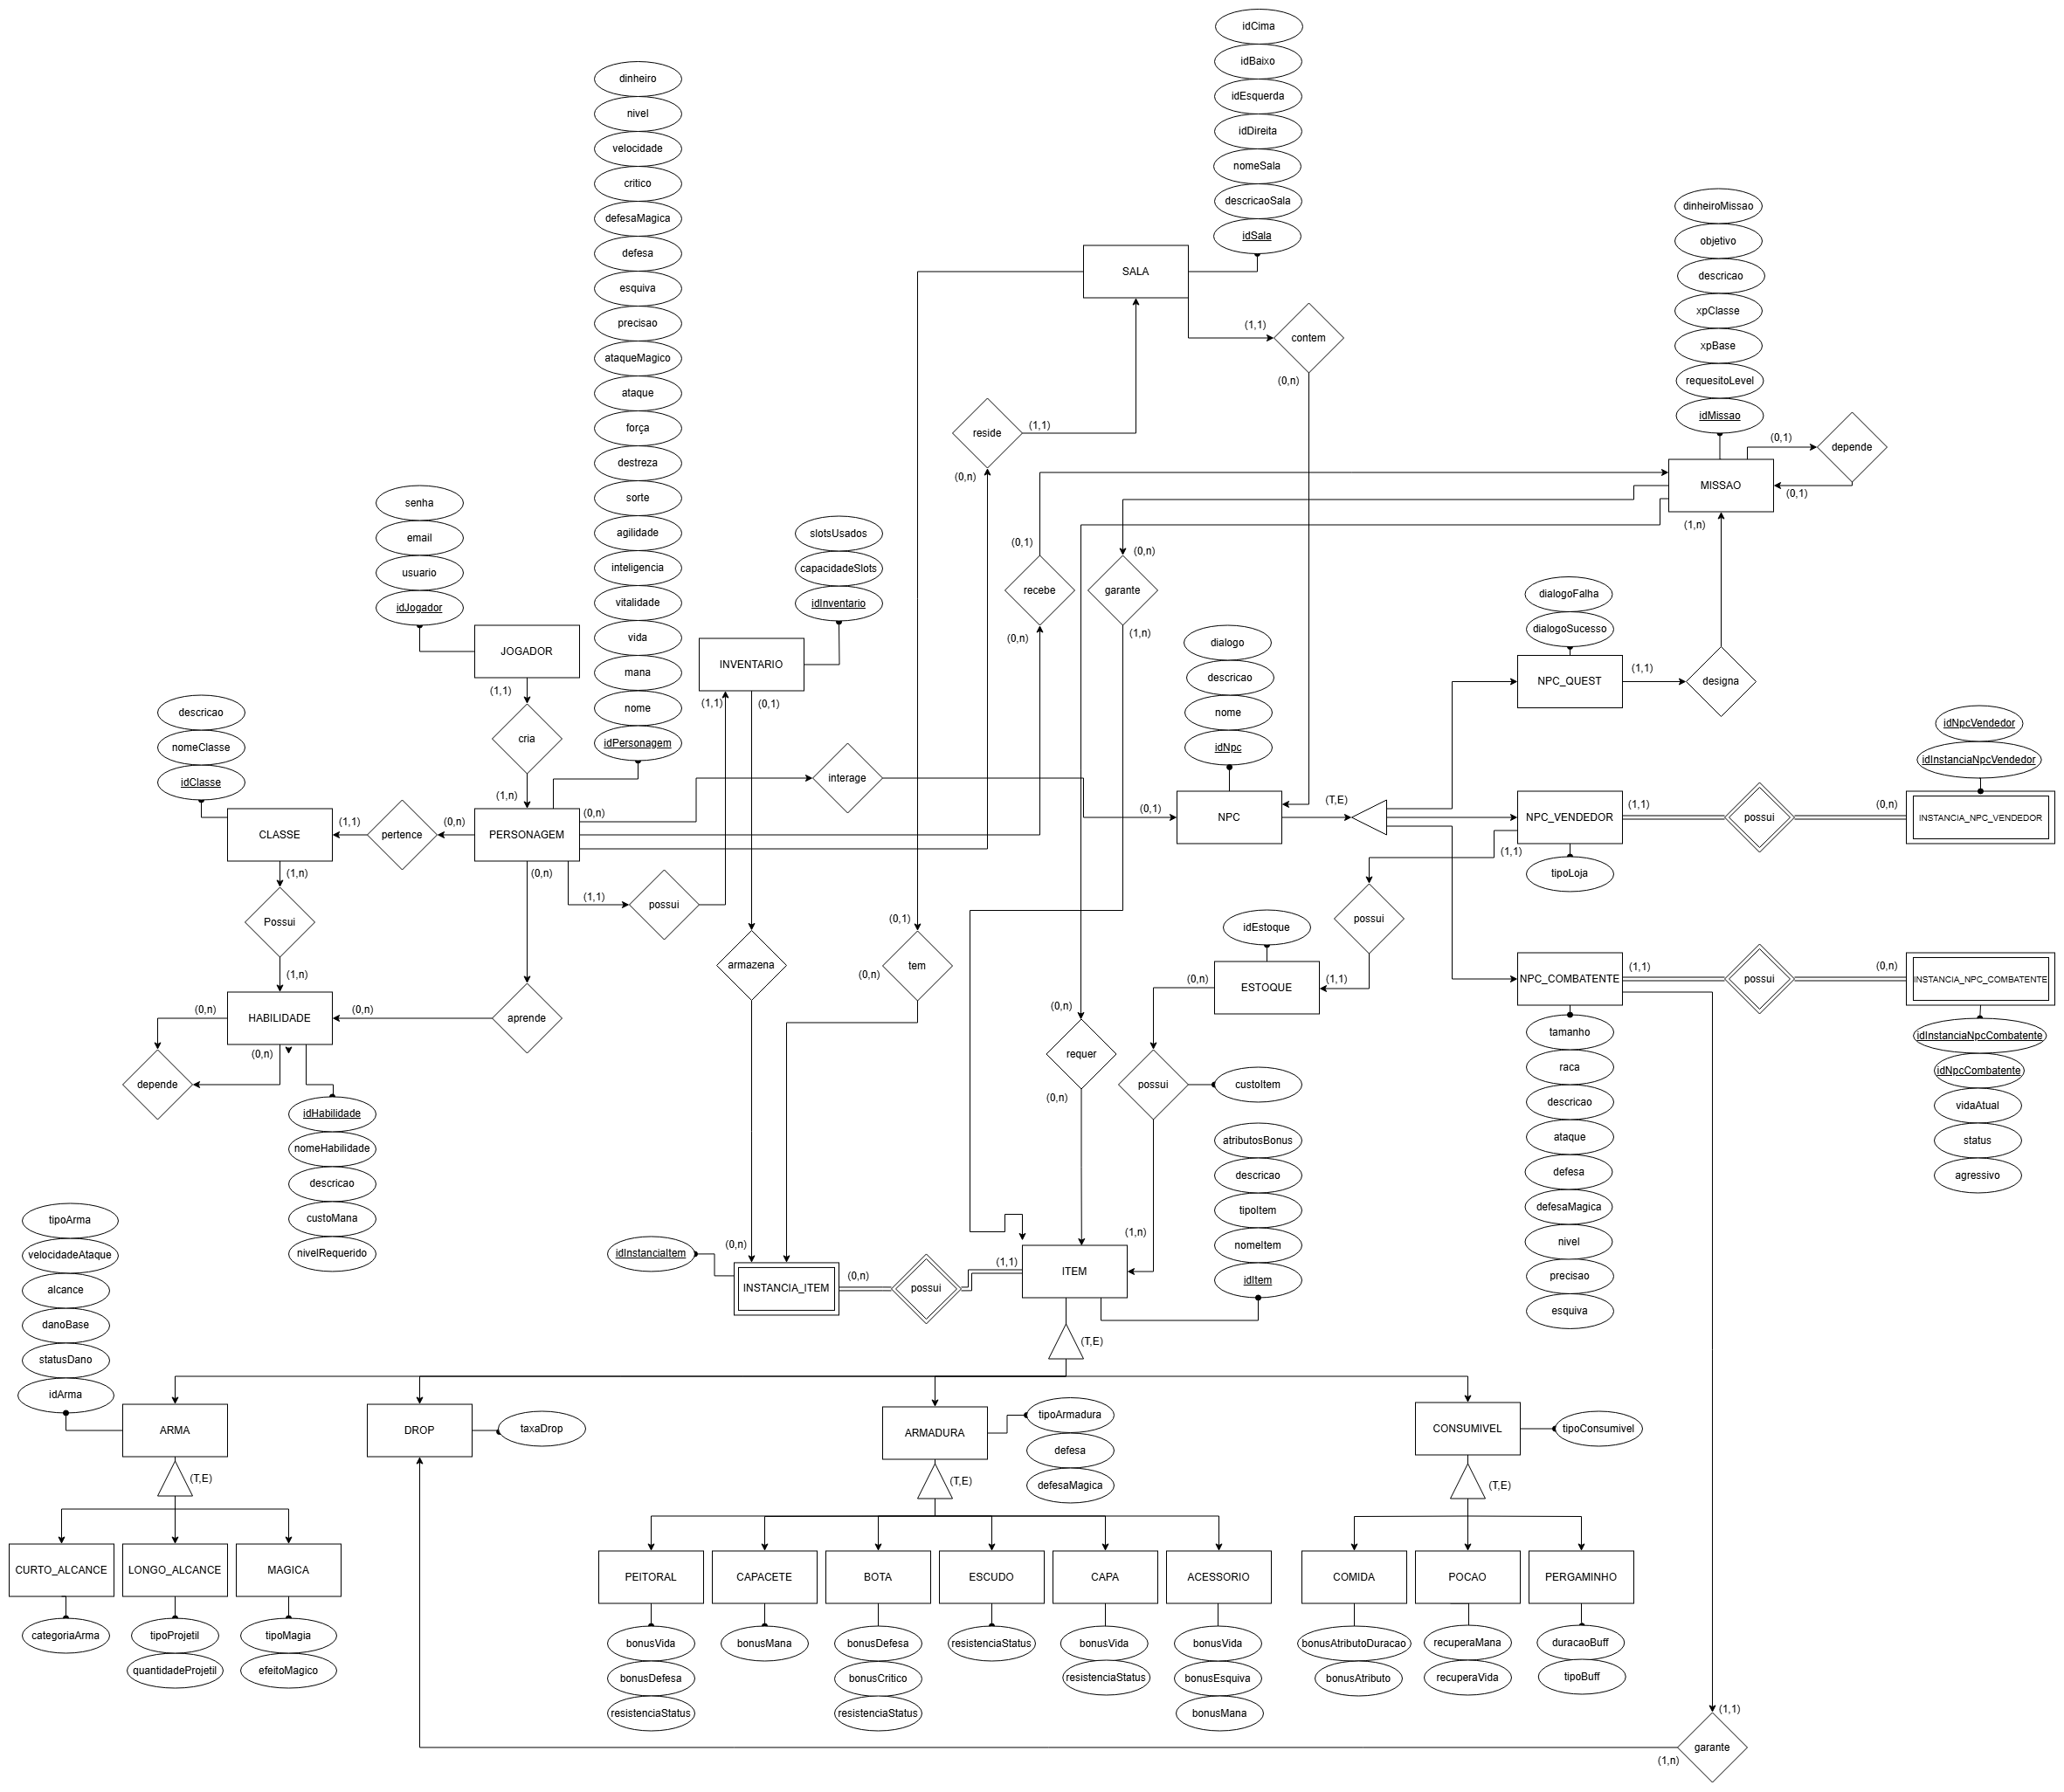 idCima
idBaixo
idEsquerda
idDireita
nomeSala
descricaoSala
idSala
SALA
(1,1)
contem
(0,n)
dinheiro
nivel
velocidade
critico
defesaMagica
defesa
esquiva
precisao
ataqueMagico
ataque
força
destreza
sorte
agilidade
inteligencia
vitalidade
vida
mana
nome
idPersonagem
dinheiroMissao
objetivo
descricao
xpClasse
xpBase
requesitoLevel
idMissao
MISSAO
(0,1)
depende
(0,1)
(1,n)
reside
(1,1)
(0,n)
senha
email
usuario
idJogador
JOGADOR
(1,1)
cria
(1,n)
slotsUsados
capacidadeSlots
idInventario
INVENTARIO
(1,1)
(0,1)
(0,1)
recebe
(0,n)
(0,n)
garante
(1,n)
dialogoFalha
dialogoSucesso
NPC_QUEST
(1,1)
designa
dialogo
descricao
nome
idNpc
NPC
(T,E)
descricao
nomeClasse
idClasse
CLASSE
(1,1)
pertence
(0,n)
PERSONAGEM
(0,n)
interage
(0,1)
(0,n)
(1,1)
possui
NPC_VENDEDOR
(1,1)
possui
(0,n)
idNpcVendedor
idInstanciaNpcVendedor
INSTANCIA_NPC_VENDEDOR
(1,1)
tipoLoja
possui
(1,1)
idEstoque
ESTOQUE
(0,n)
(1,n)
Possui
(1,n)
HABILIDADE
(0,n)
(0,n)
(0,n)
depende
aprende
idHabilidade
nomeHabilidade
descricao
custoMana
nivelRequerido
armazena
(0,n)
(0,1)
(0,n)
tem
(0,n)
requer
(0,n)
possui
custoItem
(1,n)
NPC_COMBATENTE
(1,1)
possui
(0,n)
INSTANCIA_NPC_COMBATENTE
idInstanciaNpcCombatente
idNpcCombatente
vidaAtual
status
agressivo
tamanho
raca
descricao
ataque
defesa
defesaMagica
nivel
precisao
esquiva
atributosBonus
descricao
tipoItem
nomeItem
idItem
idInstanciaItem
INSTANCIA_ITEM
(0,n)
possui
(1,1)
ITEM
(T,E)
tipoArma
velocidadeAtaque
alcance
danoBase
statusDano
idArma
ARMA
(T,E)
DROP
taxaDrop
ARMADURA
(T,E)
tipoArmadura
defesa
defesaMagica
CONSUMIVEL
(T,E)
tipoConsumivel
CURTO_ALCANCE
LONGO_ALCANCE
MAGICA
categoriaArma
tipoProjetil
quantidadeProjetil
tipoMagia
efeitoMagico
PEITORAL
CAPACETE
BOTA
ESCUDO
CAPA
ACESSORIO
bonusVida
bonusDefesa
resistenciaStatus
bonusMana
bonusDefesa
bonusCritico
resistenciaStatus
resistenciaStatus
bonusVida
resistenciaStatus
bonusVida
bonusEsquiva
bonusMana
COMIDA
POCAO
PERGAMINHO
bonusAtributoDuracao
bonusAtributo
recuperaMana
recuperaVida
duracaoBuff
tipoBuff
(1,1)
garante
(1,n)